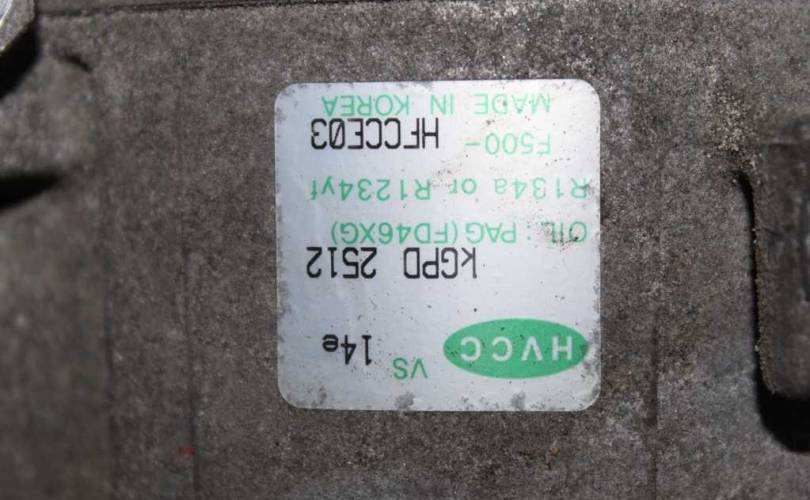 HVCC VS 14e
KGPD 2512
OIL : PAG(FD46XG)
R134a or R1234yf
F500- HFCCE03
MADE IN KOREA